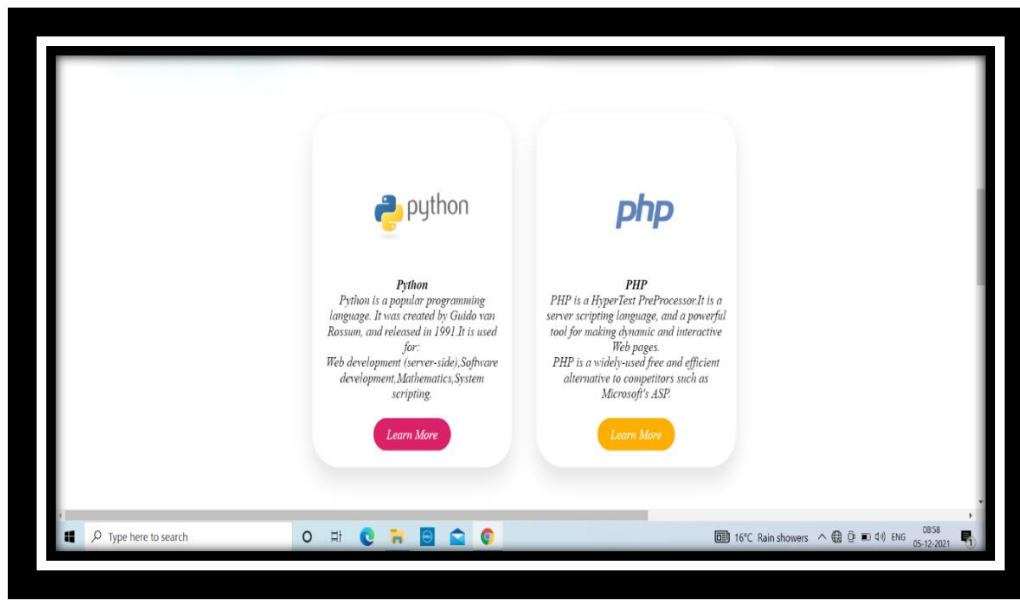 python
Python
Python is a popular programming
language. It was created by Guido van
Rossum, and released in 1991.It is used
for:
Web development (server-side),Software
development,Mathematics,System
scripting.
Learn More
php
PHP
PHP is a HyperText PreProcessor.It is a
server scripting language, and a powerful
tool for making dynamic and interactive
Web pages.
PHP is a widely-used free and efficient
alternative to competitors such as
Microsoft's ASP.
Learn More
Type here to search
16°C Rain showers
ENG
08:58
05-12-2021
1